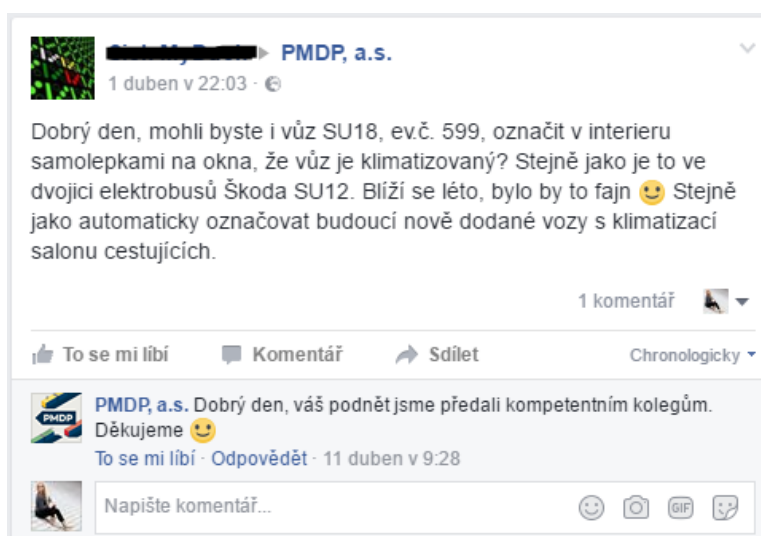 PMDP, a.s.
1 duben v 22:03 ·
Dobrý den, mohli byste i vůz SU18, ev.č. 599, označit v interieru
samolepkami na okna, že vůz je klimatizovaný? Stejně jako je to ve
dvojici elektrobusů Škoda SU12. Blíží se léto, bylo by to fajn 🙂 Stejně
jako automaticky označovat budoucí nově dodané vozy s klimatizací
salonu cestujících.
1 komentář
To se mi líbí Komentář Sdílet Chronologicky
PMDP
PMDP, a.s. Dobrý den, váš podnět jsme předali kompetentním kolegům.
Děkujeme 🙂
To se mi líbí · Odpovědět · 11 duben v 9:28
Napište komentář...
GIF